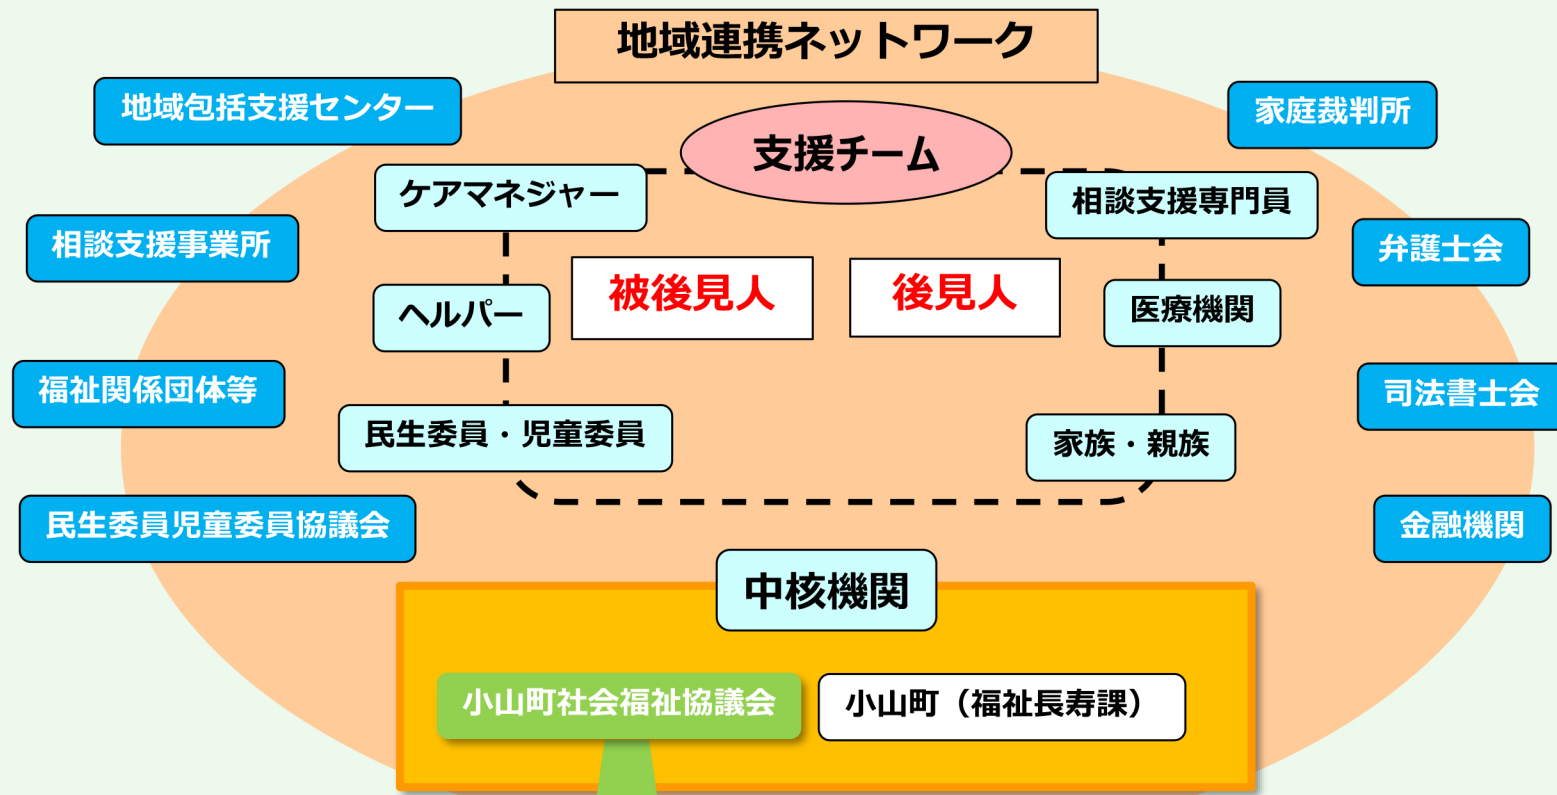 地域連携ネットワーク
地域包括支援センター
家庭裁判所
支援チーム
ケアマネジャー
相談支援専門員
相談支援事業所
弁護士会
被後見人
後見人
ヘルパー
医療機関
福祉関係団体等
司法書士会
民生委員・児童委員
家族・親族
民生委員児童委員協議会
金融機関
中核機関
小山町社会福祉協議会
小山町（福祉長寿課）